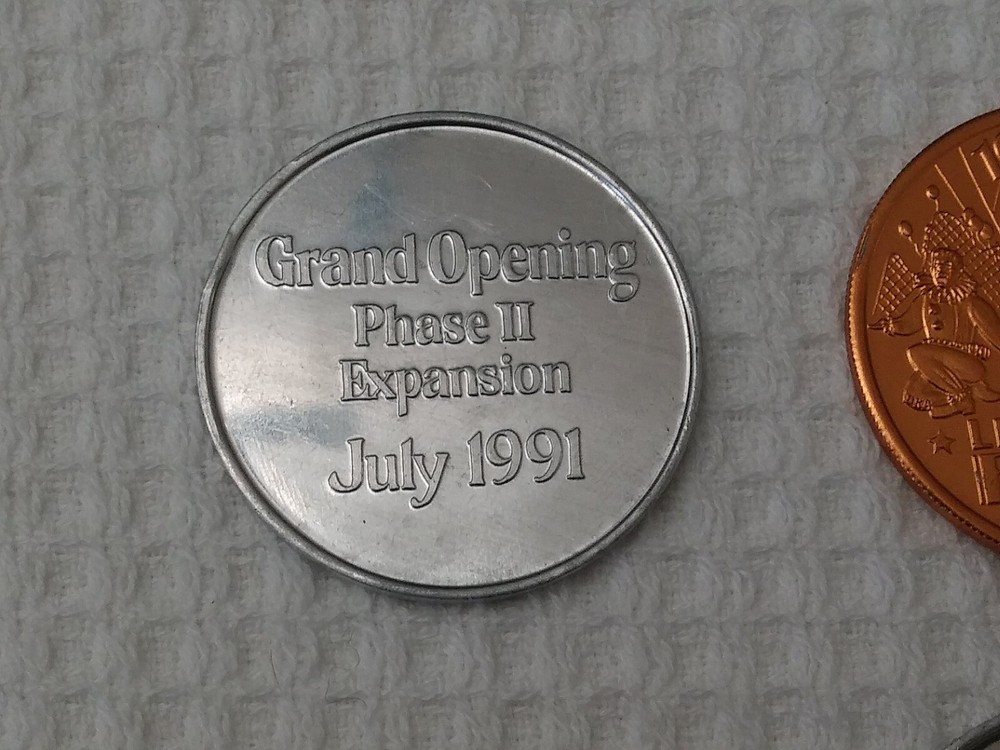 Grand Opening
Phase II
Expansion
July 1991